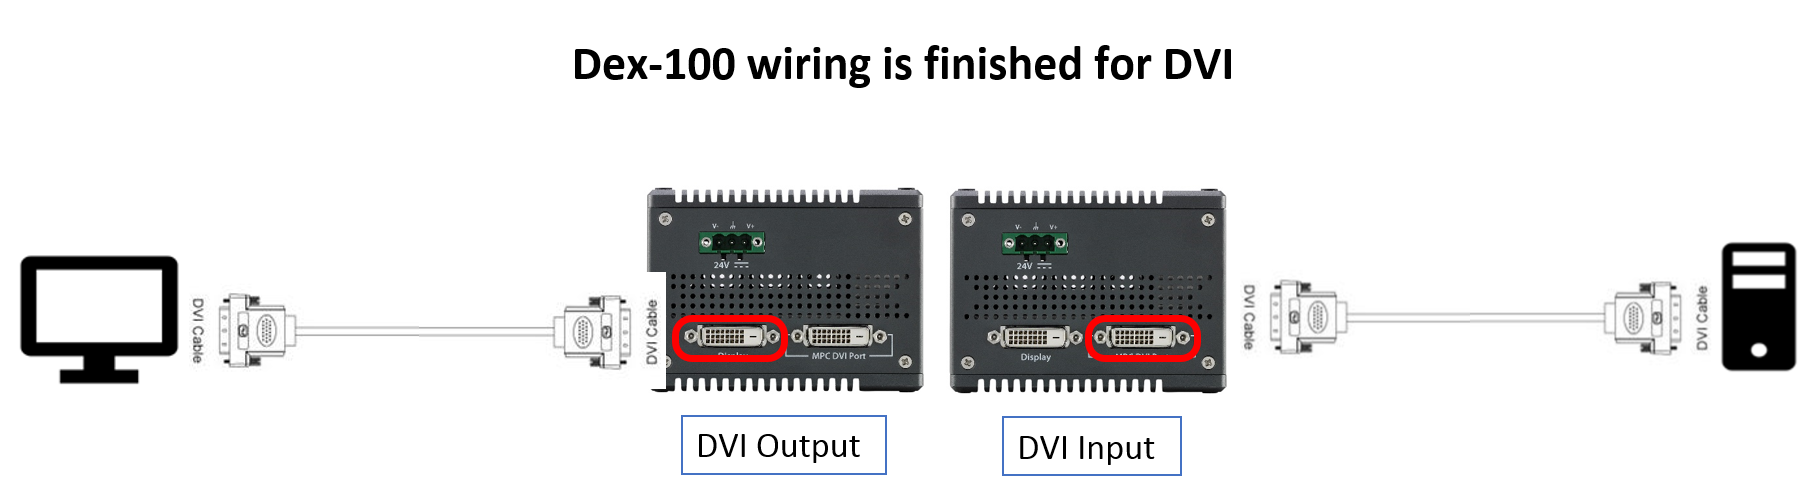 Dex-100 wiring is finished for DVI
DVI Cable
DVI Cable
V- V+
24V
MPC DVI Port
V- V+
24V
Display
DVI Cable
DVI Cable
DVI Output
DVI Input